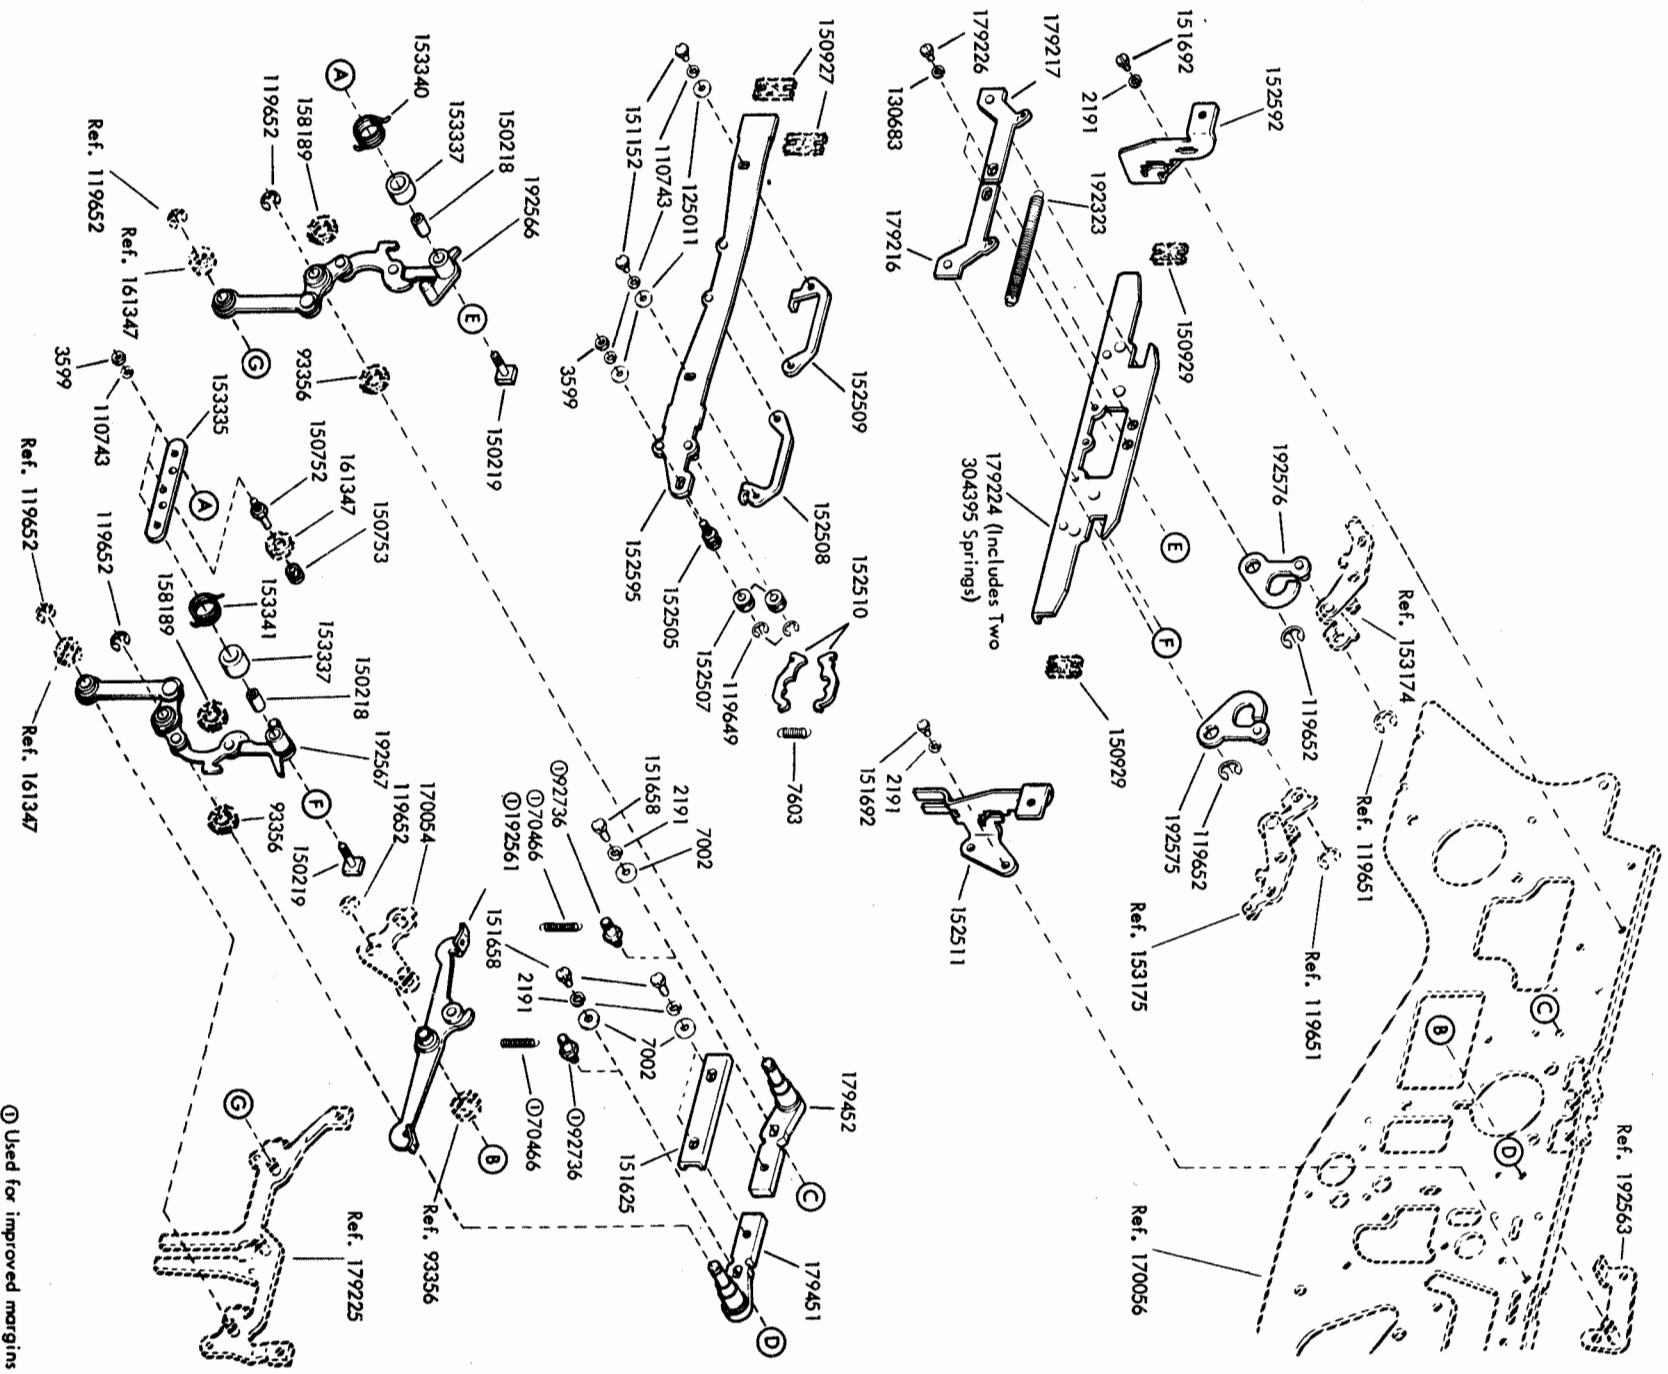 151692
2191
152592
179226
130683
179217
192323
179216
150929
179224 (Includes Two
304395 Springs)
E
F
150929
192576
119652
Ref. 153174
Ref. 119651
192575
119652
Ref. 153175
Ref. 119651
C
B
D
Ref. 192563
Ref. 170056
2191
151692
152511
150927
151152
110743
125011
3599
152509
152508
152595
152505
152507
119649
152510
7603
A
153340
153337
150218
192566
119652
158189
Ref. 119652
Ref. 161347
E
G
150219
93356
3599
110743
153335
A
150752
161347
150753
153341
153337
150218
192567
Ref. 119652
119652
158189
Ref. 161347
F
150219
93356
170054
119652
①192561
①70466
①92736
151658
2191
7002
151658
2191
7002
①70466
①92736
151625
179452
C
179451
D
B
Ref. 93356
G
Ref. 179225
① Used for improved margins